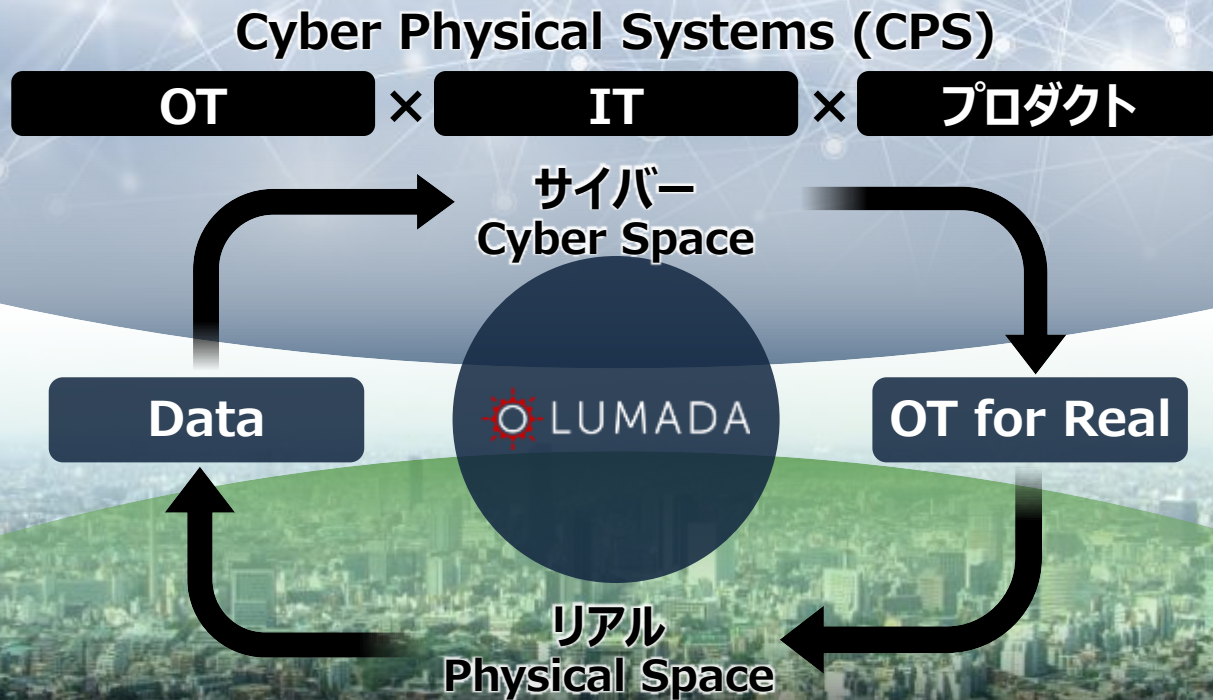 Cyber Physical Systems (CPS)
OT × IT × プロダクト
サイバー
Cyber Space
Data
LUMADA
OT for Real
リアル
Physical Space